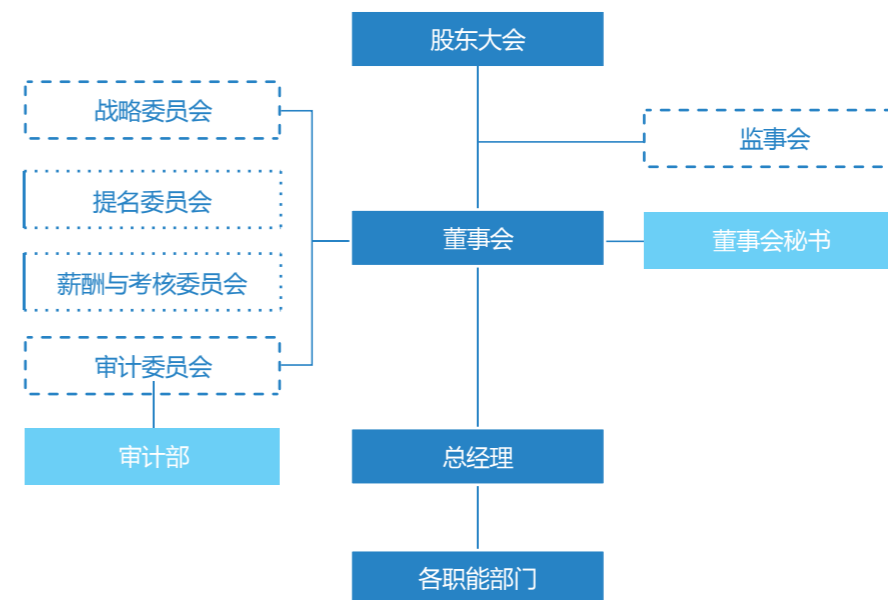 股东大会
战略委员会
监事会
提名委员会
董事会
董事会秘书
薪酬与考核委员会
审计委员会
审计部
总经理
各职能部门